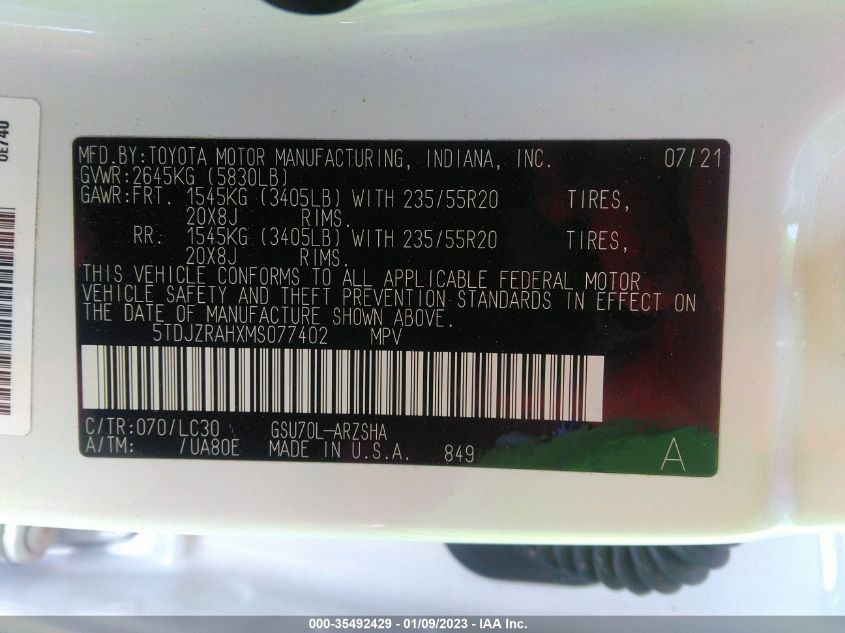 MFD.BY:TOYOTA MOTOR MANUFACTURING, INDIANA, INC. 07/21
GVWR:2645KG (5830LB)
GAWR:FRT. 1545KG (3405LB) WITH 235/55R20 TIRES,
20X8J RIMS.
RR. 1545KG (3405LB) WITH 235/55R20 TIRES,
20X8J RIMS.
THIS VEHICLE CONFORMS TO ALL APPLICABLE FEDERAL MOTOR
VEHICLE SAFETY AND THEFT PREVENTION STANDARDS IN EFFECT ON
THE DATE OF MANUFACTURE SHOWN ABOVE.
5TDJZRAHXMS077402 MPV
C/TR:070/LC30 GSU70L-ARZSHA
A/TM: /UA80E MADE IN U.S.A. 849 A
0E740
000-35492429 - 01/09/2023 - IAA Inc.